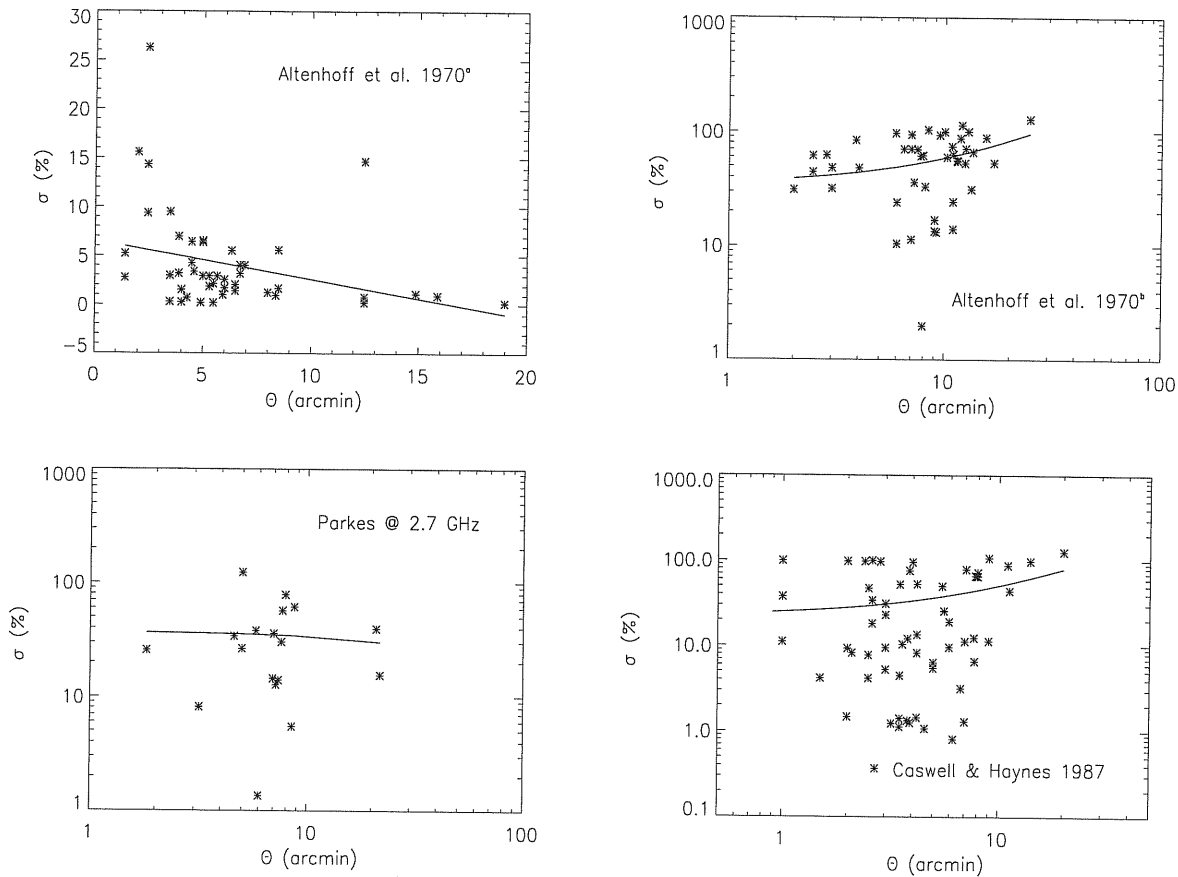 30
25
20
15
10
5
0
−5
σ (%)
Altenhoff et al. 1970ᵃ
0 5 10 15 20
Θ (arcmin)
1000
100
10
1
σ (%)
Altenhoff et al. 1970ᵇ
1 10 100
Θ (arcmin)
1000
100
10
1
σ (%)
Parkes @ 2.7 GHz
1 10 100
Θ (arcmin)
1000.0
100.0
10.0
1.0
0.1
σ (%)
Caswell & Haynes 1987
1 10
Θ (arcmin)